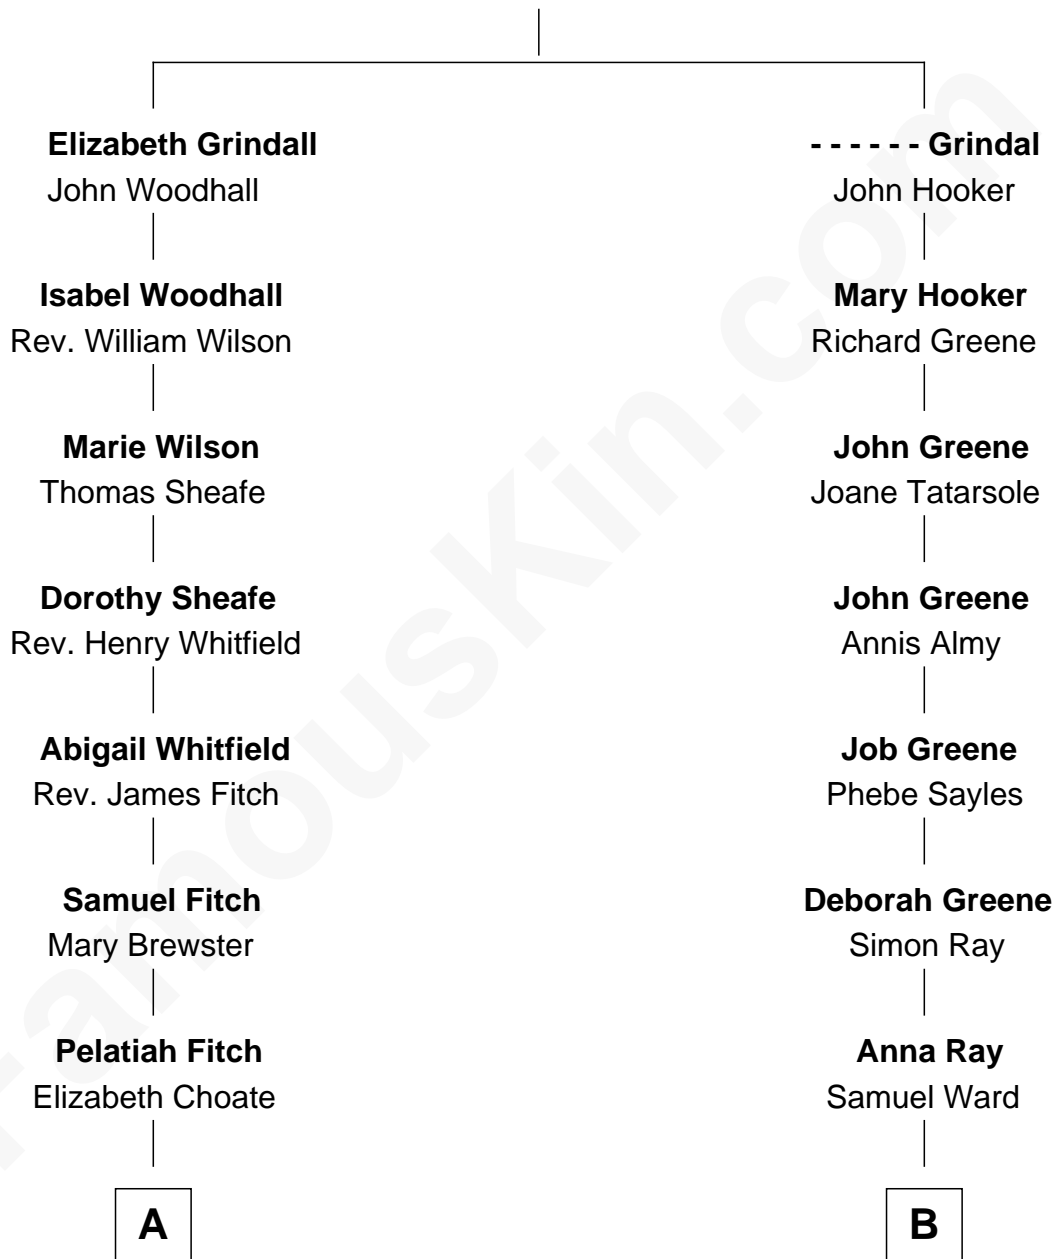 Elizabeth Grindall
John Woodhall
Isabel Woodhall
Rev. William Wilson
Marie Wilson
Thomas Sheafe
Dorothy Sheafe
Rev. Henry Whitfield
Abigail Whitfield
Rev. James Fitch
Samuel Fitch
Mary Brewster
Pelatiah Fitch
Elizabeth Choate
A
- - - - - - Grindal
John Hooker
Mary Hooker
Richard Greene
John Greene
Joane Tatarsole
John Greene
Annis Almy
Job Greene
Phebe Sayles
Deborah Greene
Simon Ray
Anna Ray
Samuel Ward
B
FamousKin.com